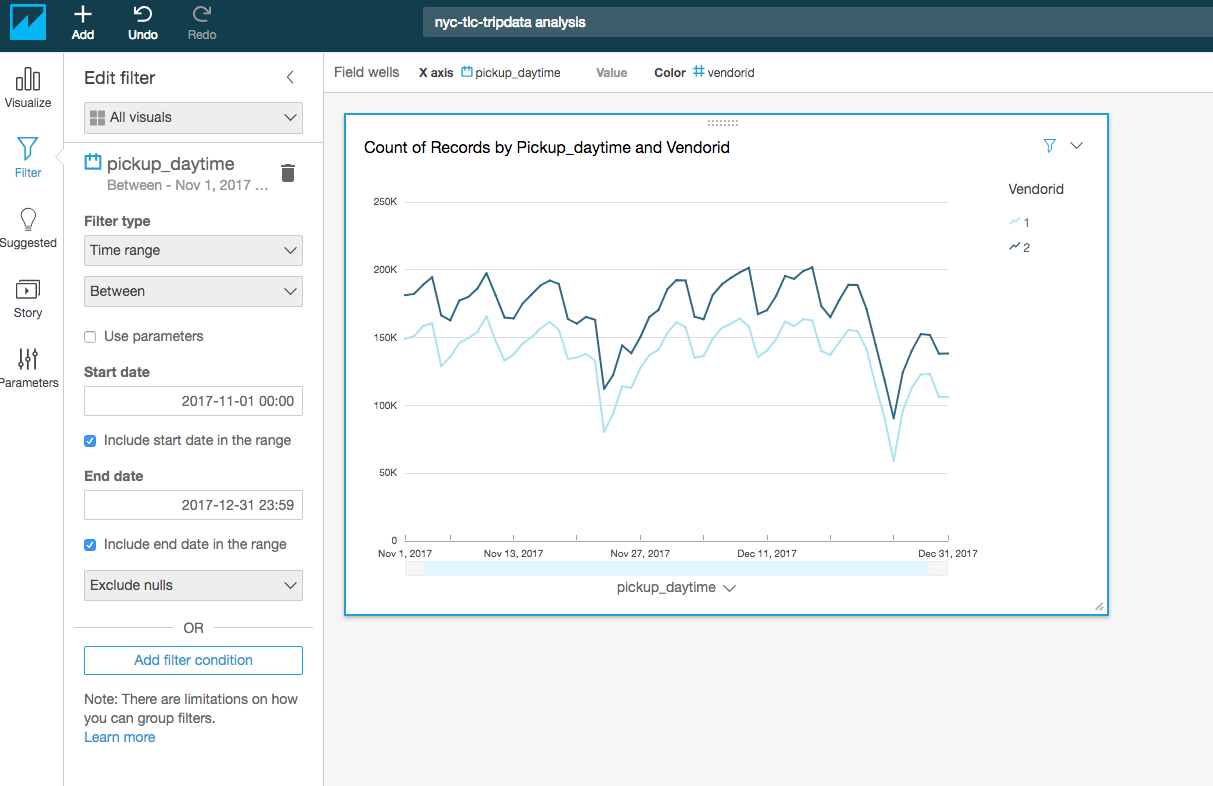 Add
Undo
Redo
nyc-tlc-tripdata analysis
Visualize
Filter
Suggested
Story
Parameters
Edit filter
All visuals
pickup_daytime
Between - Nov 1, 2017 ...
Filter type
Time range
Between
Use parameters
Start date
2017-11-01 00:00
Include start date in the range
End date
2017-12-31 23:59
Include end date in the range
Exclude nulls
OR
Add filter condition
Note: There are limitations on how
you can group filters.
Learn more
Field wells X axis pickup_daytime Value Color vendorid
Count of Records by Pickup_daytime and Vendorid
250K
200K
150K
100K
50K
0
Nov 1, 2017 Nov 13, 2017 Nov 27, 2017 Dec 11, 2017 Dec 31, 2017
pickup_daytime
Vendorid
1
2